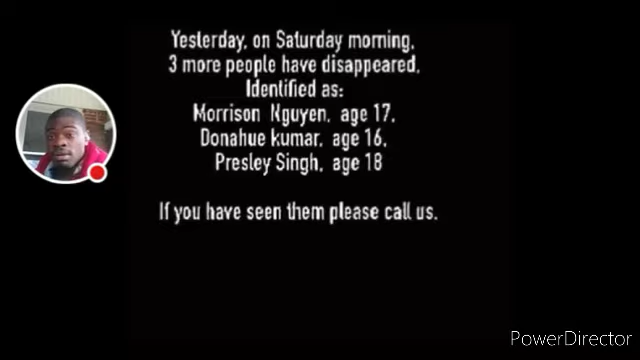 Yesterday, on Saturday morning,
3 more people have disappeared.
Identified as:
Morrison Nguyen, age 17,
Donahue kumar, age 16,
Presley Singh, age 18
If you have seen them please call us.
PowerDirector